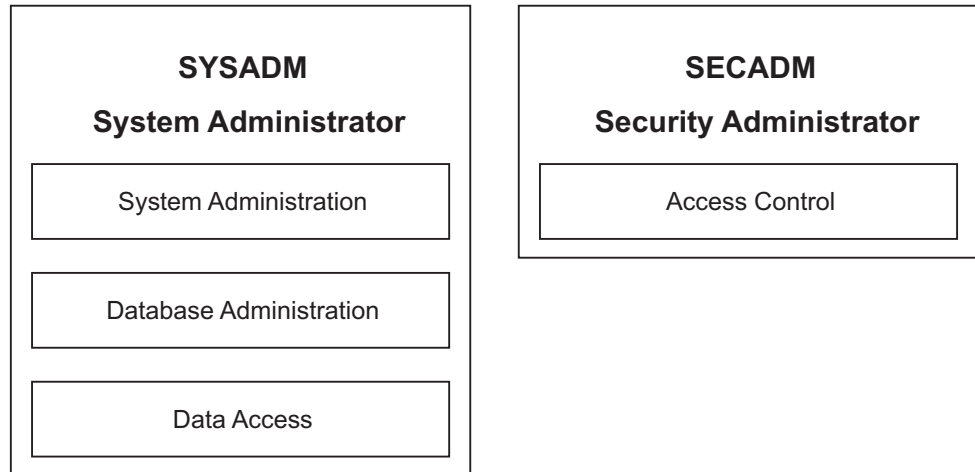 SYSADM
System Administrator
System Administration
Database Administration
Data Access
SECADM
Security Administrator
Access Control